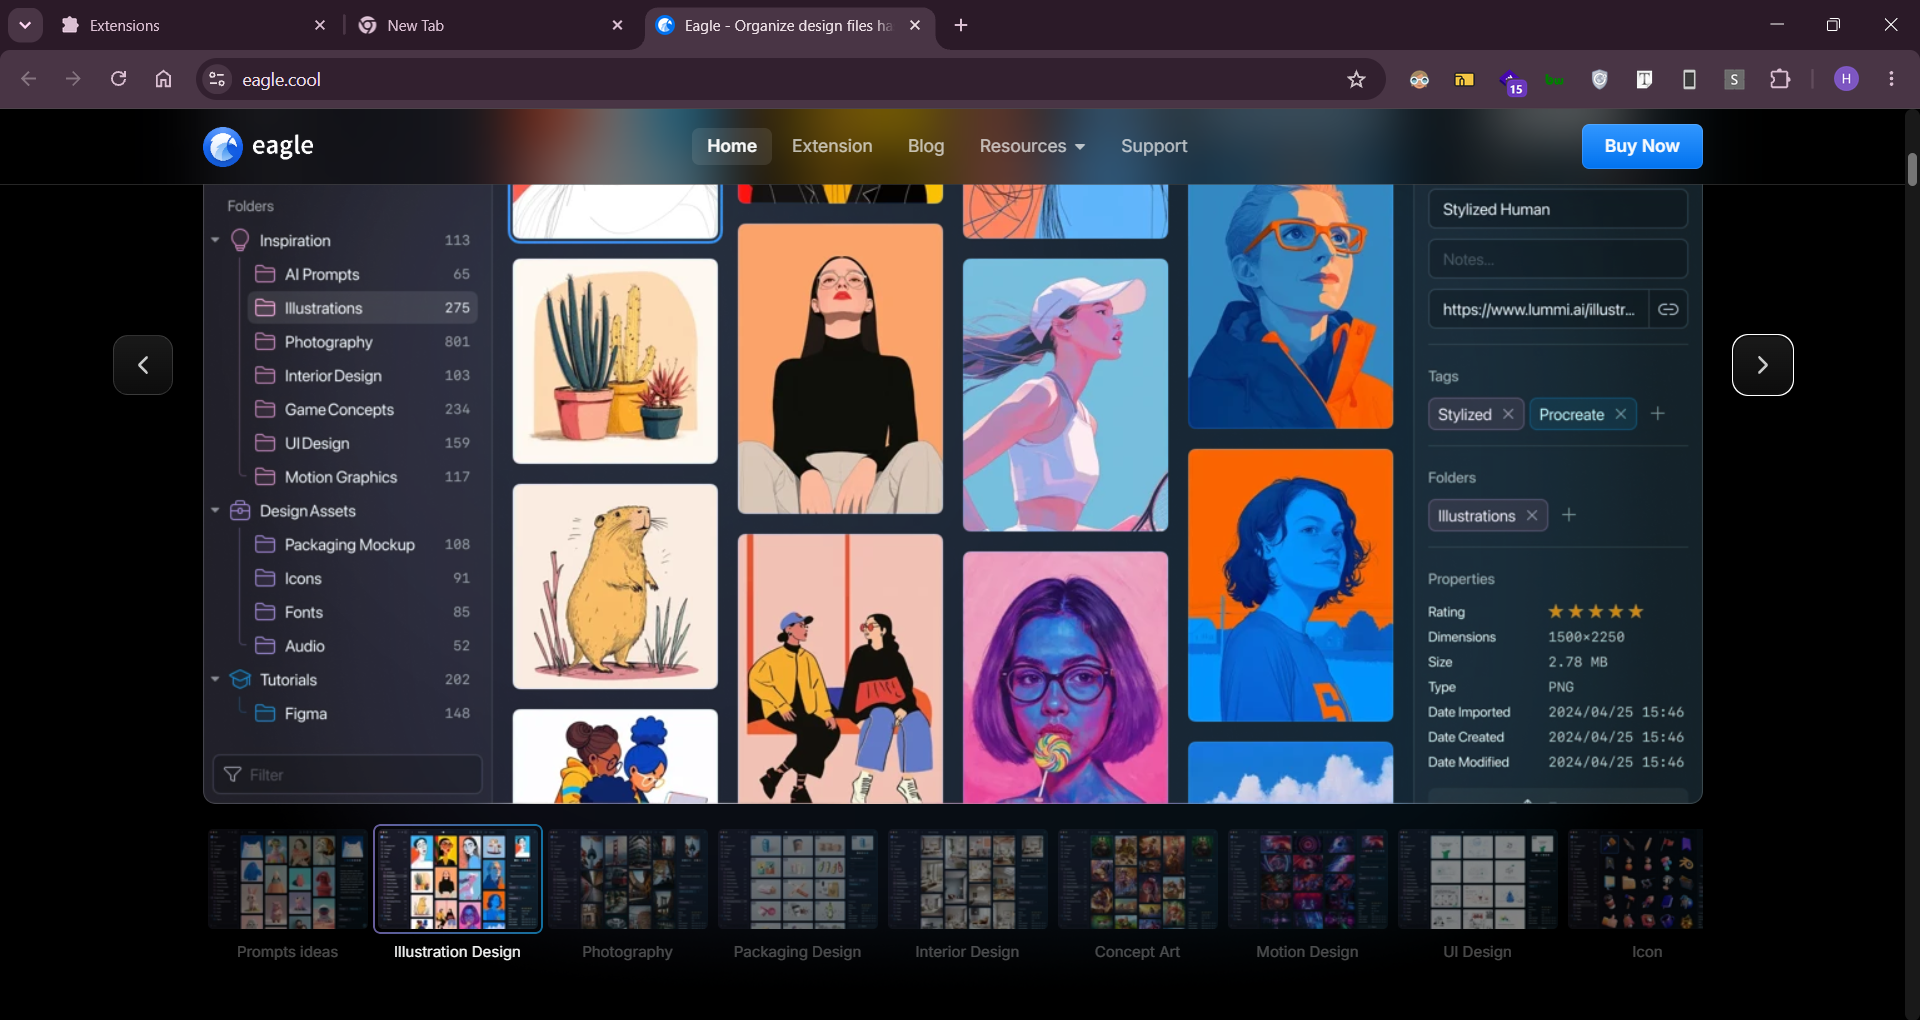 Extensions
New Tab
Eagle - Organize design files ha
eagle.cool
15
bw
T
S
H
eagle
Home
Extension
Blog
Resources
Support
Buy Now
Folders
Inspiration 113
AI Prompts 65
Illustrations 275
Photography 801
Interior Design 103
Game Concepts 234
UI Design 159
Motion Graphics 117
Design Assets
Packaging Mockup 108
Icons 91
Fonts 85
Audio 52
Tutorials 202
Figma 148
Filter
S
Stylized Human
Notes...
https://www.lummi.ai/illustr...
Tags
Stylized
Procreate
Folders
Illustrations
Properties
Rating
Dimensions 1500×2250
Size 2.78 MB
Type PNG
Date Imported 2024/04/25 15:46
Date Created 2024/04/25 15:46
Date Modified 2024/04/25 15:46
Prompts ideas
Illustration Design
Photography
Packaging Design
Interior Design
Concept Art
Motion Design
UI Design
Icon